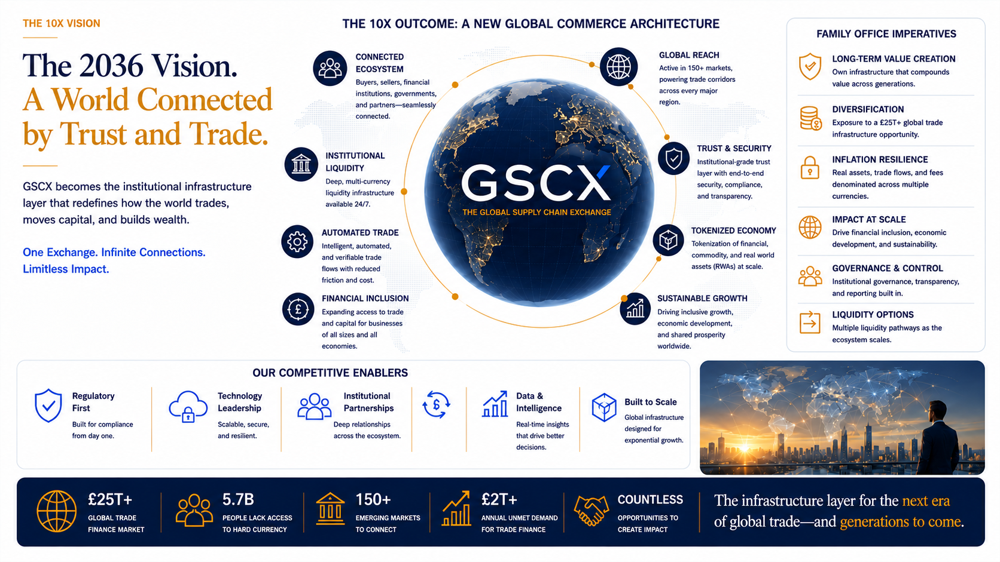 THE 10X VISION
The 2036 Vision.
A World Connected
by Trust and Trade.
GSCX becomes the institutional infrastructure
layer that redefines how the world trades,
moves capital, and builds wealth.
One Exchange. Infinite Connections.
Limitless Impact.
THE 10X OUTCOME: A NEW GLOBAL COMMERCE ARCHITECTURE
CONNECTED
ECOSYSTEM
Buyers, sellers, financial
institutions, governments,
and partners—seamlessly
connected.
INSTITUTIONAL
LIQUIDITY
Deep, multi-currency
liquidity infrastructure
available 24/7.
AUTOMATED TRADE
Intelligent, automated,
and verifiable trade
flows with reduced
friction and cost.
£
FINANCIAL INCLUSION
Expanding access to trade
and capital for businesses
of all sizes and all
economies.
GSCX
THE GLOBAL SUPPLY CHAIN EXCHANGE
GLOBAL REACH
Active in 150+ markets,
powering trade corridors
across every major
region.
TRUST & SECURITY
Institutional-grade trust
layer with end-to-end
security, compliance,
and transparency.
TOKENIZED ECONOMY
Tokenization of financial,
commodity, and real world
assets (RWAs) at scale.
SUSTAINABLE GROWTH
Driving inclusive growth,
economic development,
and shared prosperity
worldwide.
FAMILY OFFICE IMPERATIVES
LONG-TERM VALUE CREATION
Own infrastructure that compounds
value across generations.
DIVERSIFICATION
Exposure to a £25T+ global trade
infrastructure opportunity.
INFLATION RESILIENCE
Real assets, trade flows, and fees
denominated across multiple
currencies.
IMPACT AT SCALE
Drive financial inclusion, economic
development, and sustainability.
GOVERNANCE & CONTROL
Institutional governance, transparency,
and reporting built in.
LIQUIDITY OPTIONS
Multiple liquidity pathways as the
ecosystem scales.
OUR COMPETITIVE ENABLERS
Regulatory
First
Built for compliance
from day one.
Technology
Leadership
Scalable, secure,
and resilient.
Institutional
Partnerships
Deep relationships
across the ecosystem.
Data &
Intelligence
Real-time insights
that drive better
decisions.
Built to Scale
Global infrastructure
designed for
exponential growth.
£25T+
GLOBAL TRADE
FINANCE MARKET
5.7B
PEOPLE LACK ACCESS
TO HARD CURRENCY
150+
EMERGING MARKETS
TO CONNECT
£2T+
ANNUAL UNMET DEMAND
FOR TRADE FINANCE
COUNTLESS
OPPORTUNITIES TO
CREATE IMPACT
The infrastructure layer for the next era
of global trade—and generations to come.